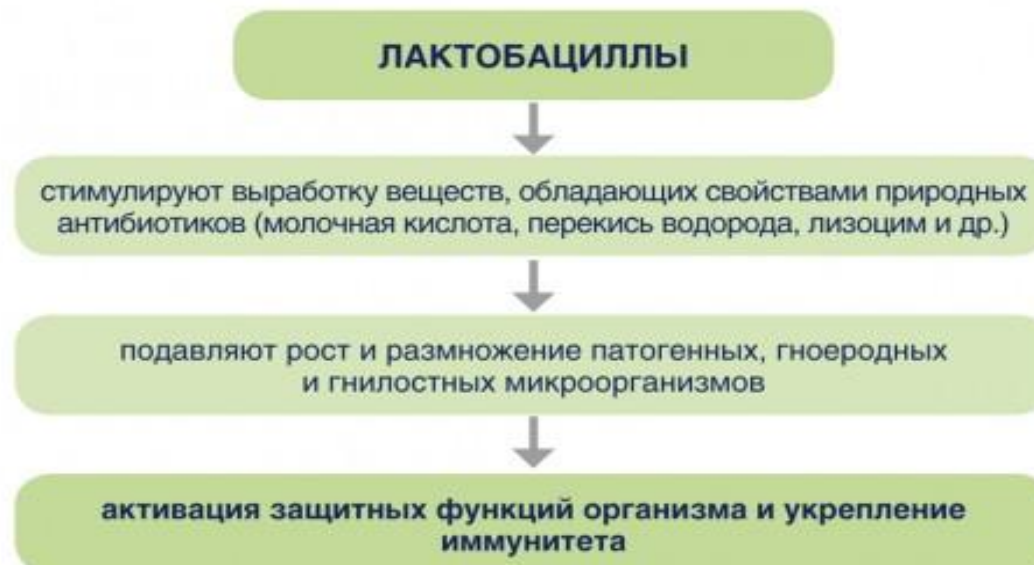 ЛАКТОБАЦИЛЛЫ
стимулируют выработку веществ, обладающих свойствами природных
антибиотиков (молочная кислота, перекись водорода, лизоцим и др.)
подавляют рост и размножение патогенных, гноеродных
и гнилостных микроорганизмов
активация защитных функций организма и укрепление
иммунитета